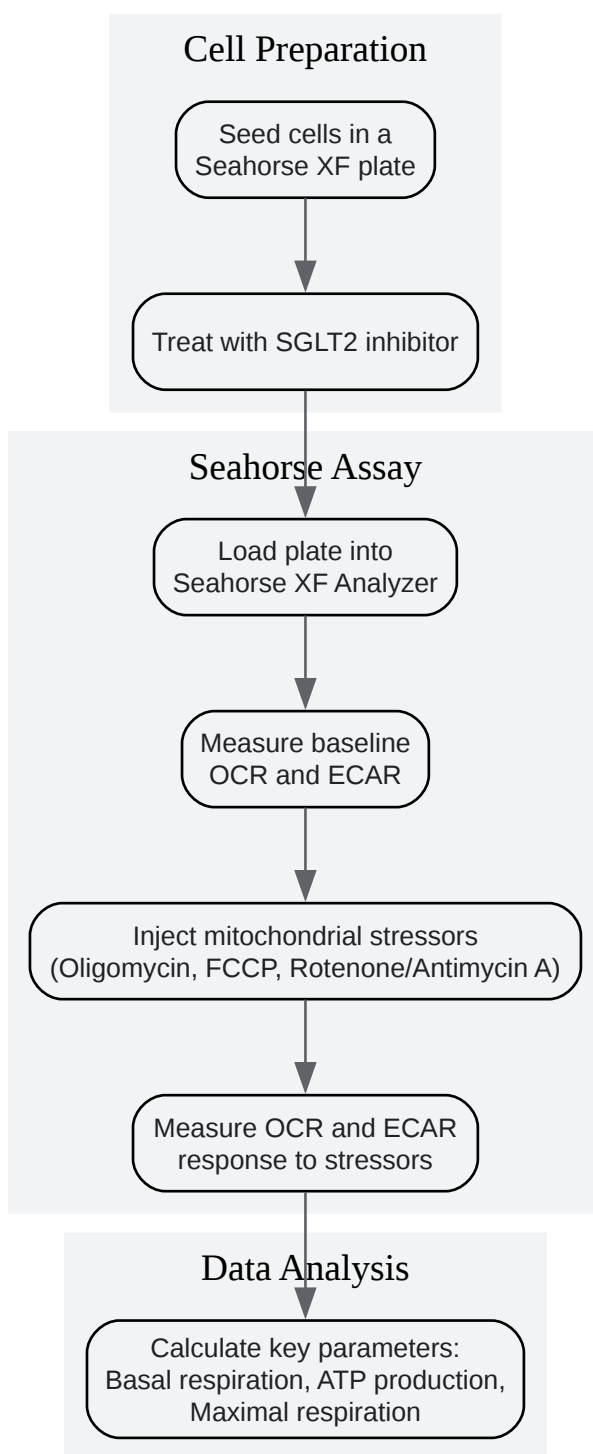 Cell Preparation
Seed cells in a
Seahorse XF plate
Treat with SGLT2 inhibitor
Seahorse Assay
Load plate into
Seahorse XF Analyzer
Measure baseline
OCR and ECAR
Inject mitochondrial stressors
(Oligomycin, FCCP, Rotenone/Antimycin A)
Measure OCR and ECAR
response to stressors
Data Analysis
Calculate key parameters:
Basal respiration, ATP production,
Maximal respiration